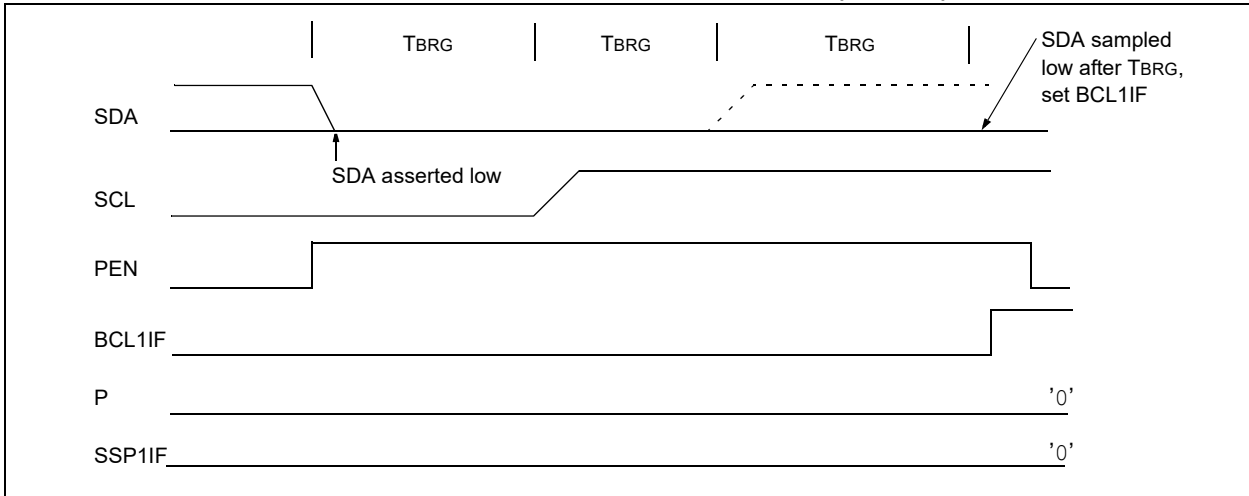 TBRG TBRG TBRG
SDA sampled
low after TBRG,
set BCL1IF
SDA
SDA asserted low
SCL
PEN
BCL1IF
P '0'
SSP1IF '0'